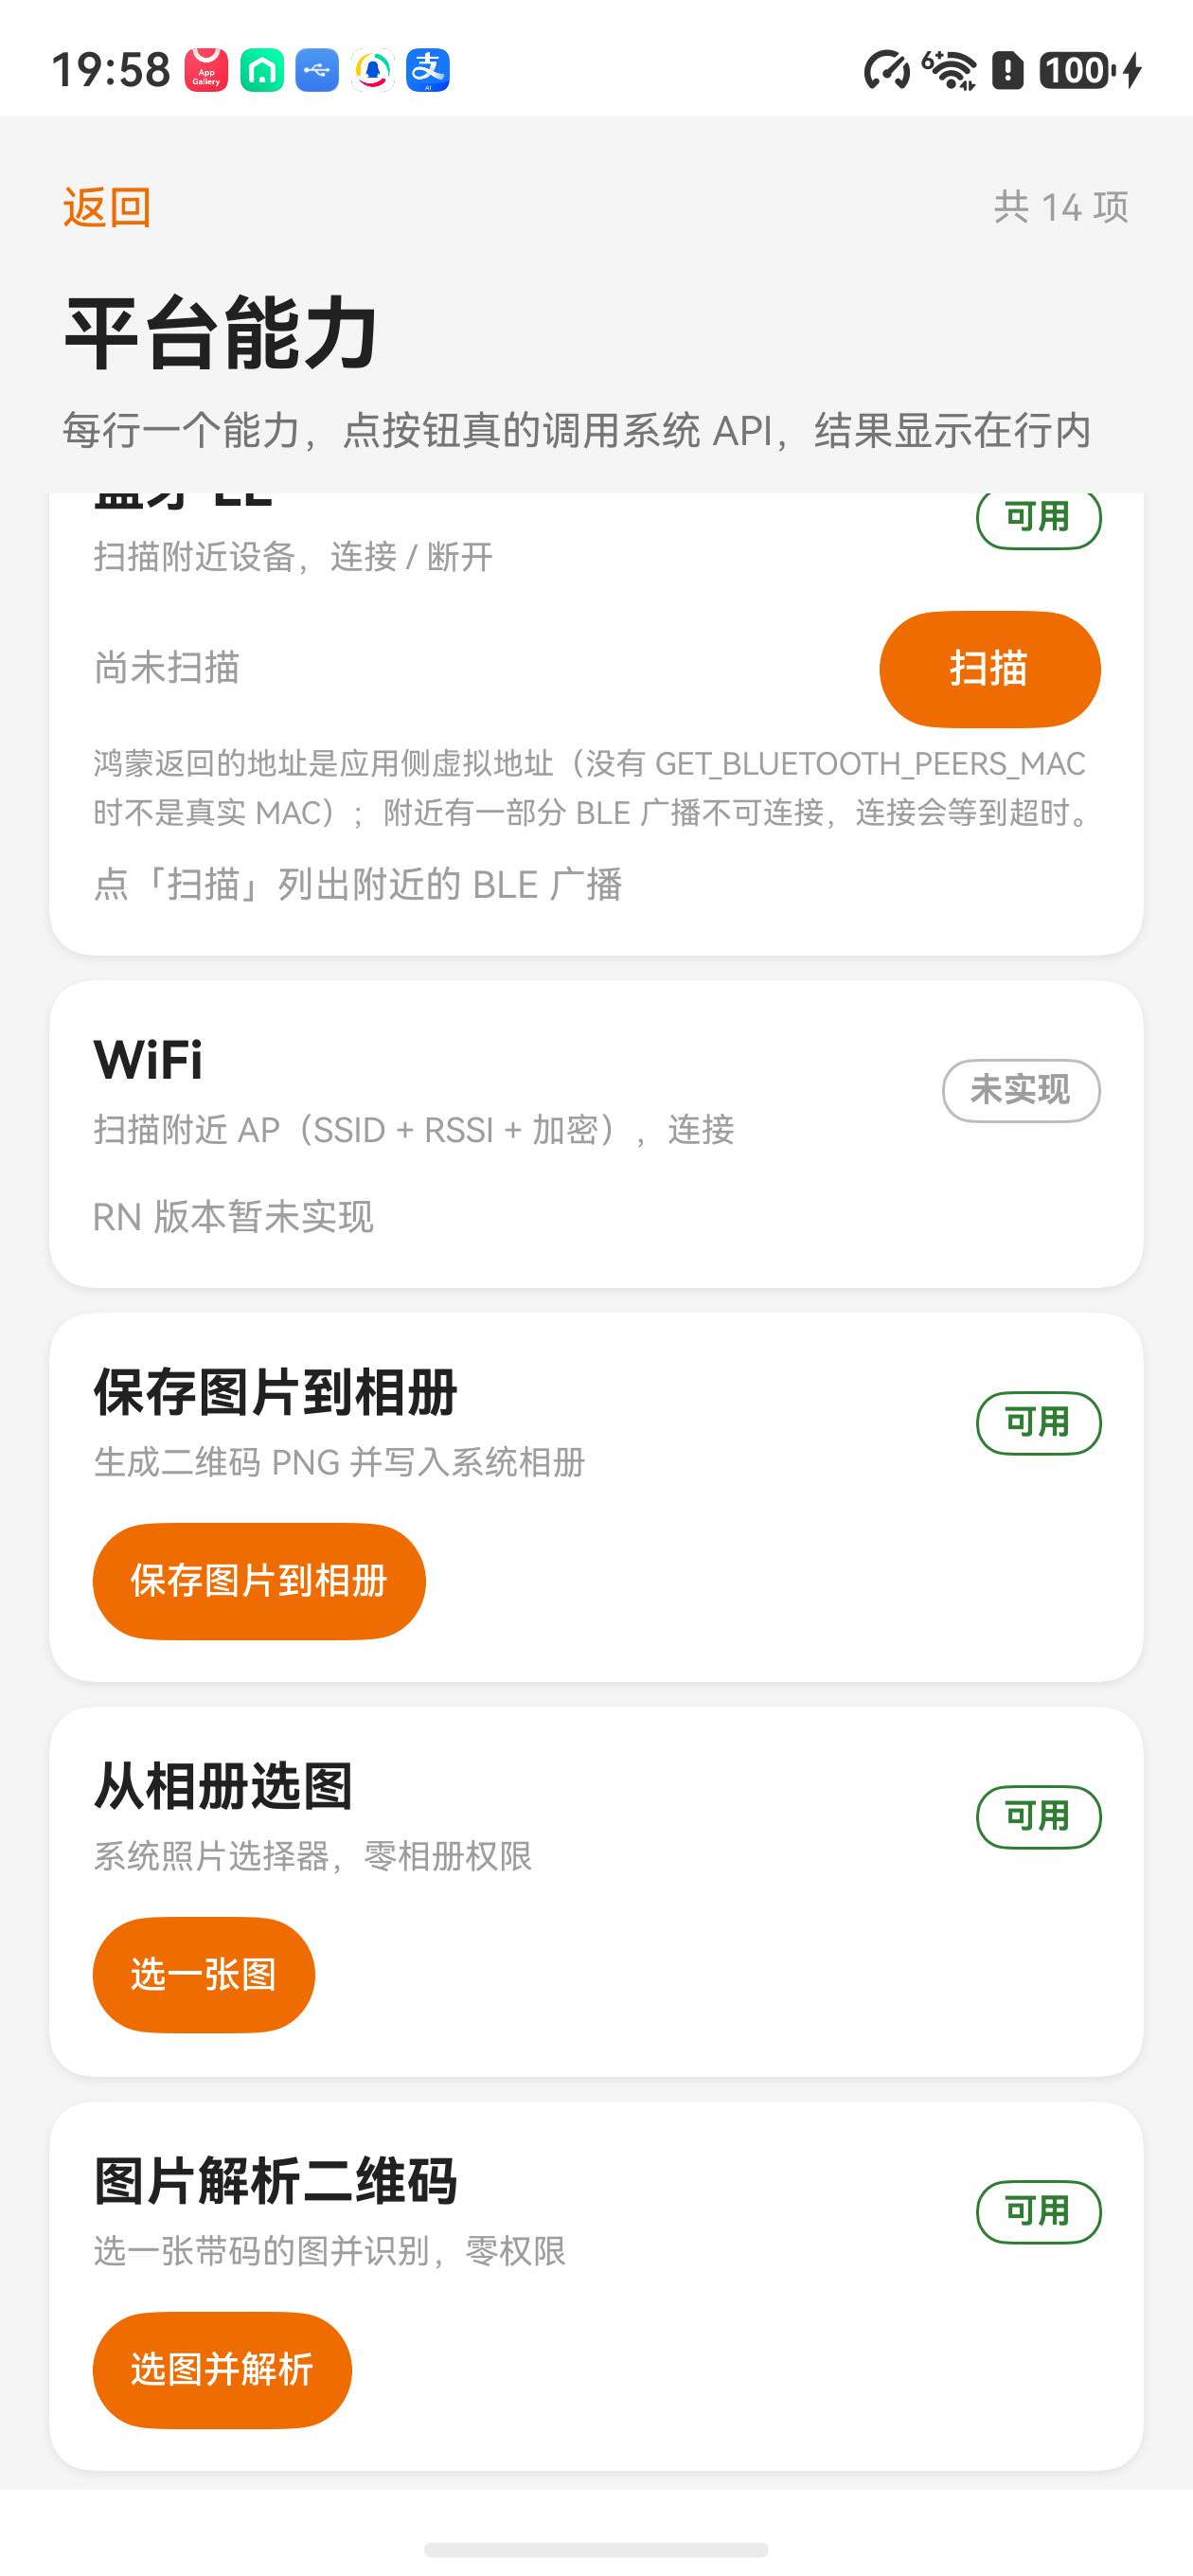 19:58
App
Gallery
支
AI
6+
100
返回
共 14 项
平台能力
每行一个能力，点按钮真的调用系统 API，结果显示在行内
蓝牙 LE
可用
扫描附近设备，连接 / 断开
尚未扫描
扫描
鸿蒙返回的地址是应用侧虚拟地址（没有 GET_BLUETOOTH_PEERS_MAC
时不是真实 MAC）；附近有一部分 BLE 广播不可连接，连接会等到超时。
点「扫描」列出附近的 BLE 广播
WiFi
未实现
扫描附近 AP（SSID + RSSI + 加密），连接
RN 版本暂未实现
保存图片到相册
可用
生成二维码 PNG 并写入系统相册
保存图片到相册
从相册选图
可用
系统照片选择器，零相册权限
选一张图
图片解析二维码
可用
选一张带码的图并识别，零权限
选图并解析